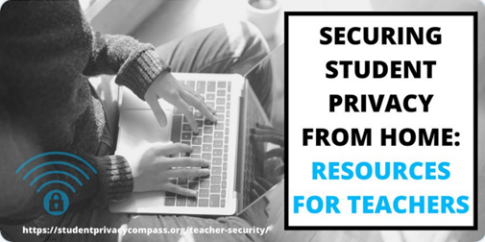 SECURING
STUDENT
PRIVACY
FROM HOME:
RESOURCES
FOR TEACHERS
https://studentprivacycompass.org/teacher-security/